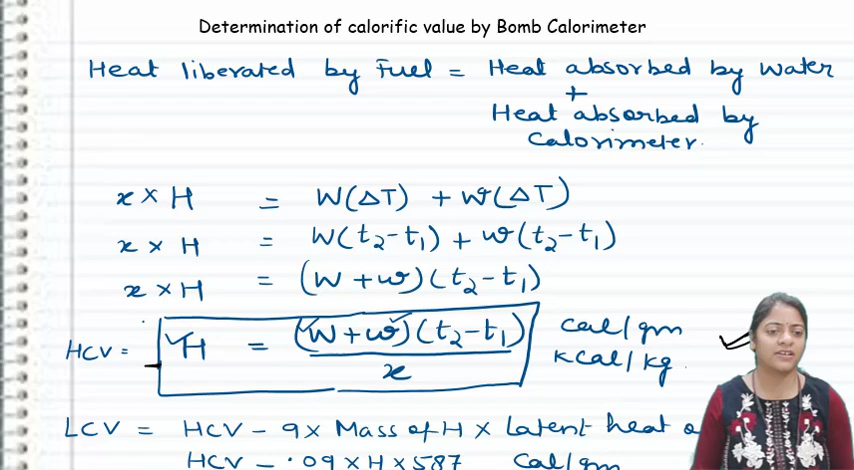 Determination of calorific value by Bomb Calorimeter
Heat liberated by Fuel = Heat absorbed by water
+
Heat absorbed by
Calorimeter.
x × H = W(ΔT) + w(ΔT)
x × H = W(t₂-t₁) + w(t₂-t₁)
x × H = (W+w)(t₂-t₁)
HCV = H = (W+w)(t₂-t₁) / x cal/gm
kcal/kg
LCV = HCV - 9 × Mass of H × Latent heat
HCV - .09 × H × 587 Cal/gm